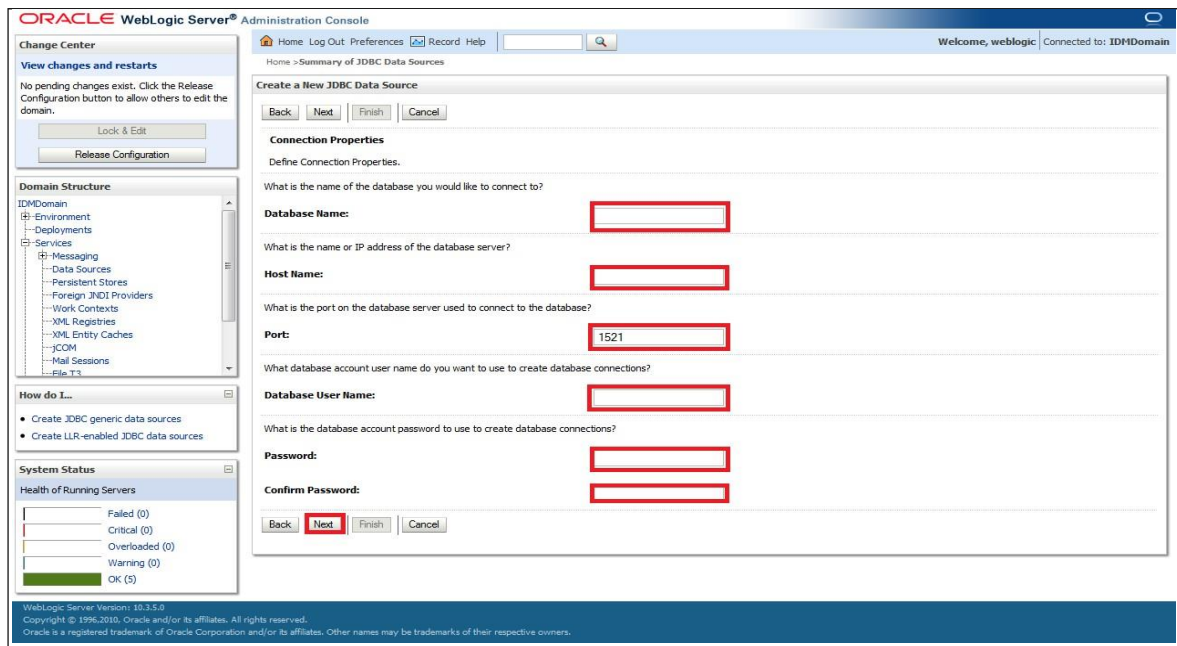 ORACLE WebLogic Server® Administration Console
Change Center
View changes and restarts
No pending changes exist. Click the Release
Configuration button to allow others to edit the
domain.
Lock & Edit
Release Configuration
Domain Structure
IDMDomain
Environment
Deployments
Services
Messaging
Data Sources
Persistent Stores
Foreign JNDI Providers
Work Contexts
XML Registries
XML Entity Caches
jCOM
Mail Sessions
File T3
How do I...
Create JDBC generic data sources
Create LLR-enabled JDBC data sources
System Status
Health of Running Servers
Failed (0)
Critical (0)
Overloaded (0)
Warning (0)
OK (5)
Home Log Out Preferences Record Help
Welcome, weblogic Connected to: IDMDomain
Home >Summary of JDBC Data Sources
Create a New JDBC Data Source
Back Next Finish Cancel
Connection Properties
Define Connection Properties.
What is the name of the database you would like to connect to?
Database Name:
What is the name or IP address of the database server?
Host Name:
What is the port on the database server used to connect to the database?
Port: 1521
What database account user name do you want to use to create database connections?
Database User Name:
What is the database account password to use to create database connections?
Password:
Confirm Password:
Back Next Finish Cancel
WebLogic Server Version: 10.3.5.0
Copyright © 1996,2010, Oracle and/or its affiliates. All rights reserved.
Oracle is a registered trademark of Oracle Corporation and/or its affiliates. Other names may be trademarks of their respective owners.